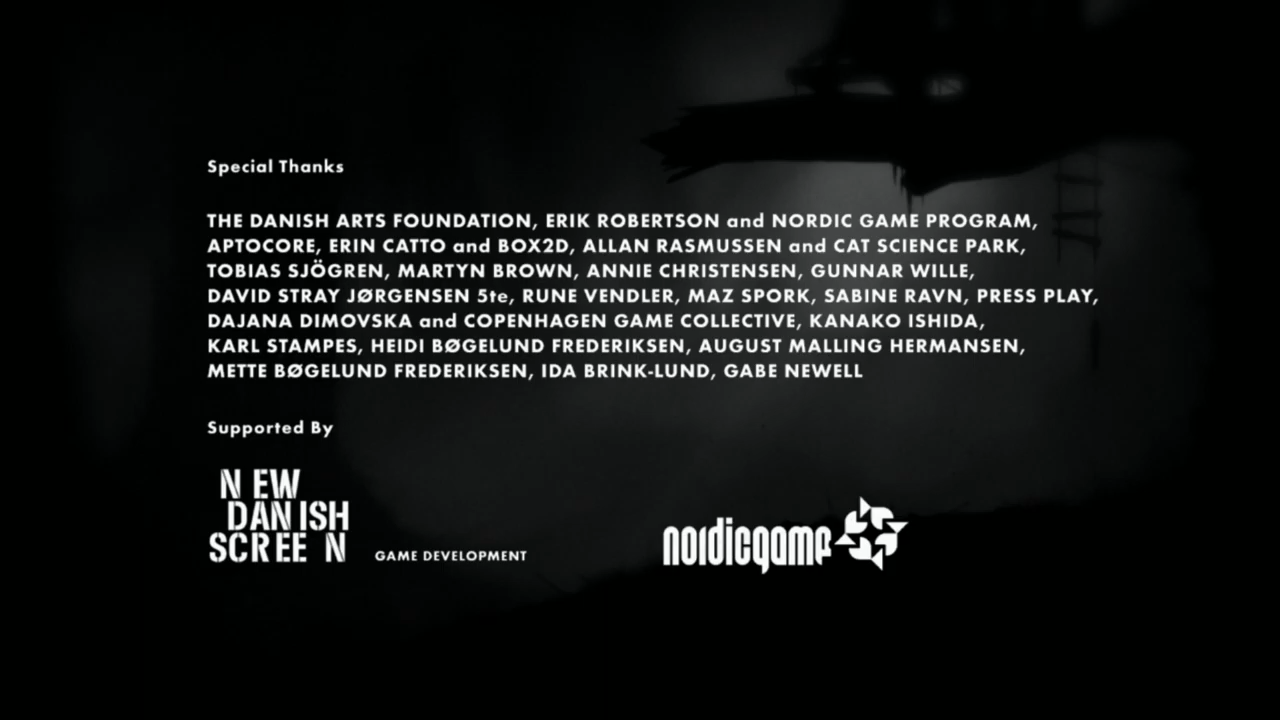 Special Thanks
THE DANISH ARTS FOUNDATION, ERIK ROBERTSON and NORDIC GAME PROGRAM,
APTOCORE, ERIN CATTO and BOX2D, ALLAN RASMUSSEN and CAT SCIENCE PARK,
TOBIAS SJÖGREN, MARTYN BROWN, ANNIE CHRISTENSEN, GUNNAR WILLE,
DAVID STRAY JØRGENSEN 5te, RUNE VENDLER, MAZ SPORK, SABINE RAVN, PRESS PLAY,
DAJANA DIMOVSKA and COPENHAGEN GAME COLLECTIVE, KANAKO ISHIDA,
KARL STAMPES, HEIDI BØGELUND FREDERIKSEN, AUGUST MALLING HERMANSEN,
METTE BØGELUND FREDERIKSEN, IDA BRINK-LUND, GABE NEWELL
Supported By
NEW
DANISH
SCREEN
GAME DEVELOPMENT
nordicgame